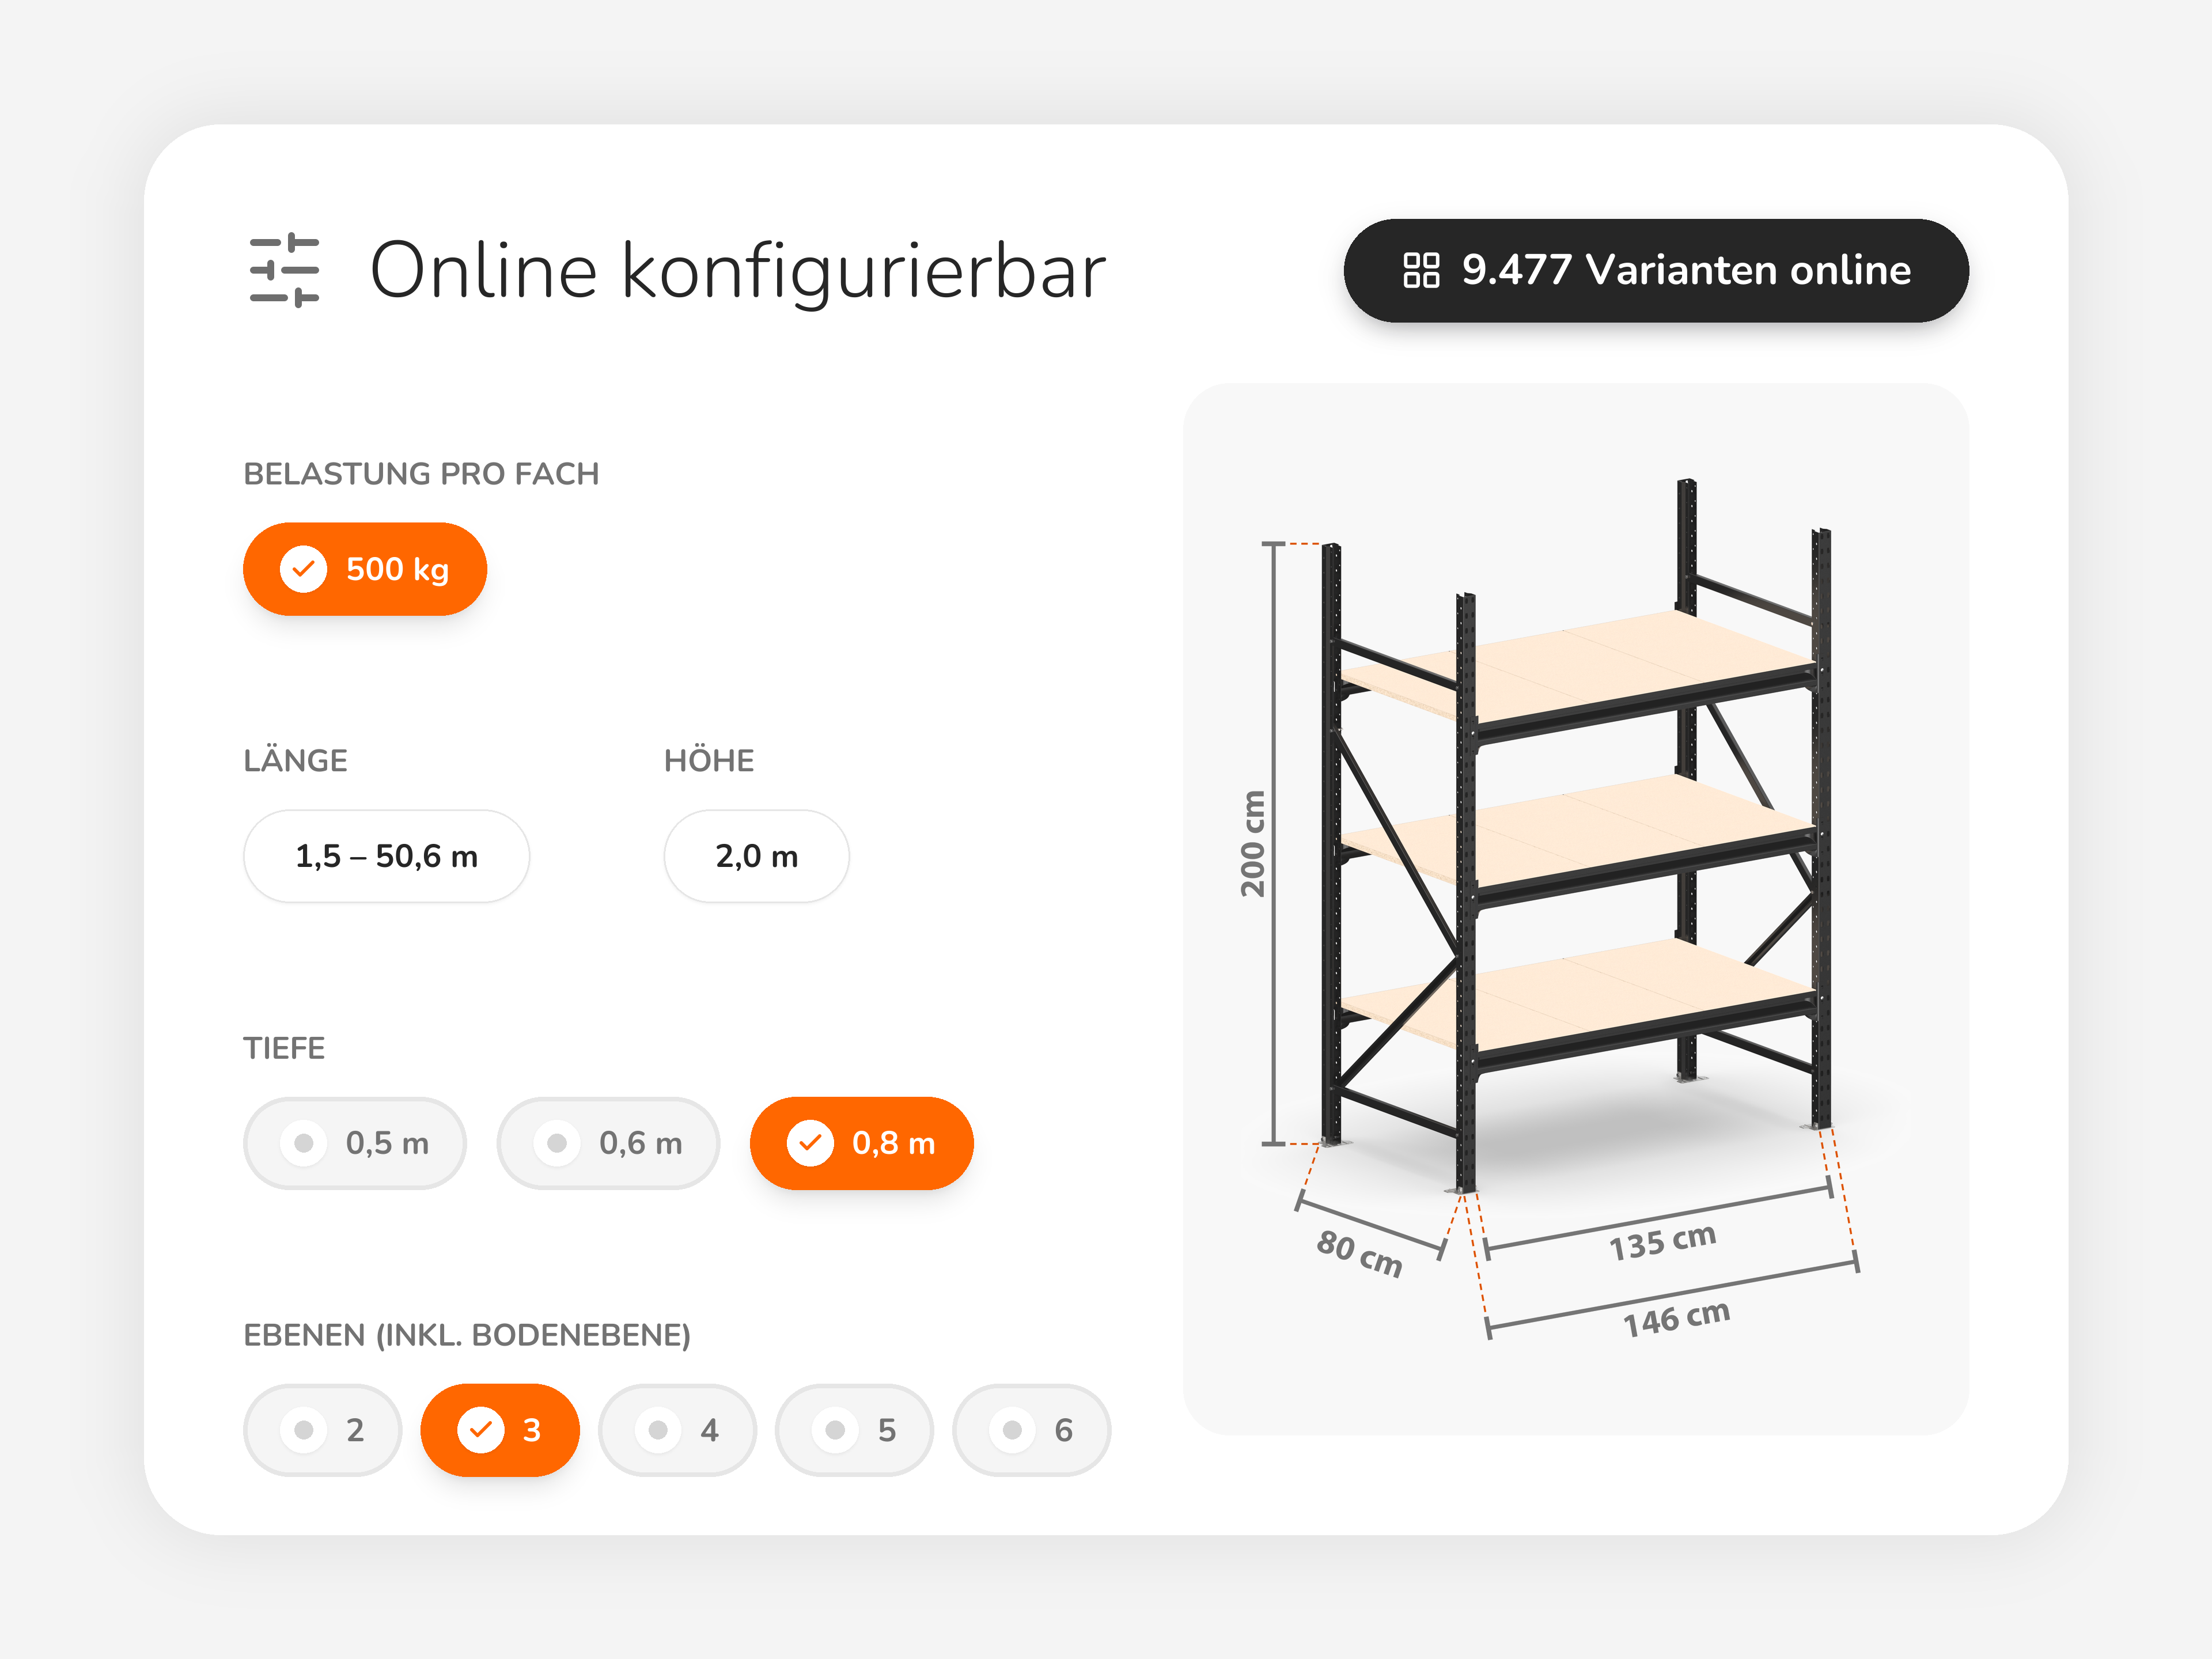 Online konfigurierbar
9.477 Varianten online
BELASTUNG PRO FACH
500 kg
LÄNGE
HÖHE
1,5 – 50,6 m
2,0 m
TIEFE
0,5 m
0,6 m
0,8 m
EBENEN (INKL. BODENEBENE)
2
3
4
5
6
200 cm
80 cm
135 cm
146 cm